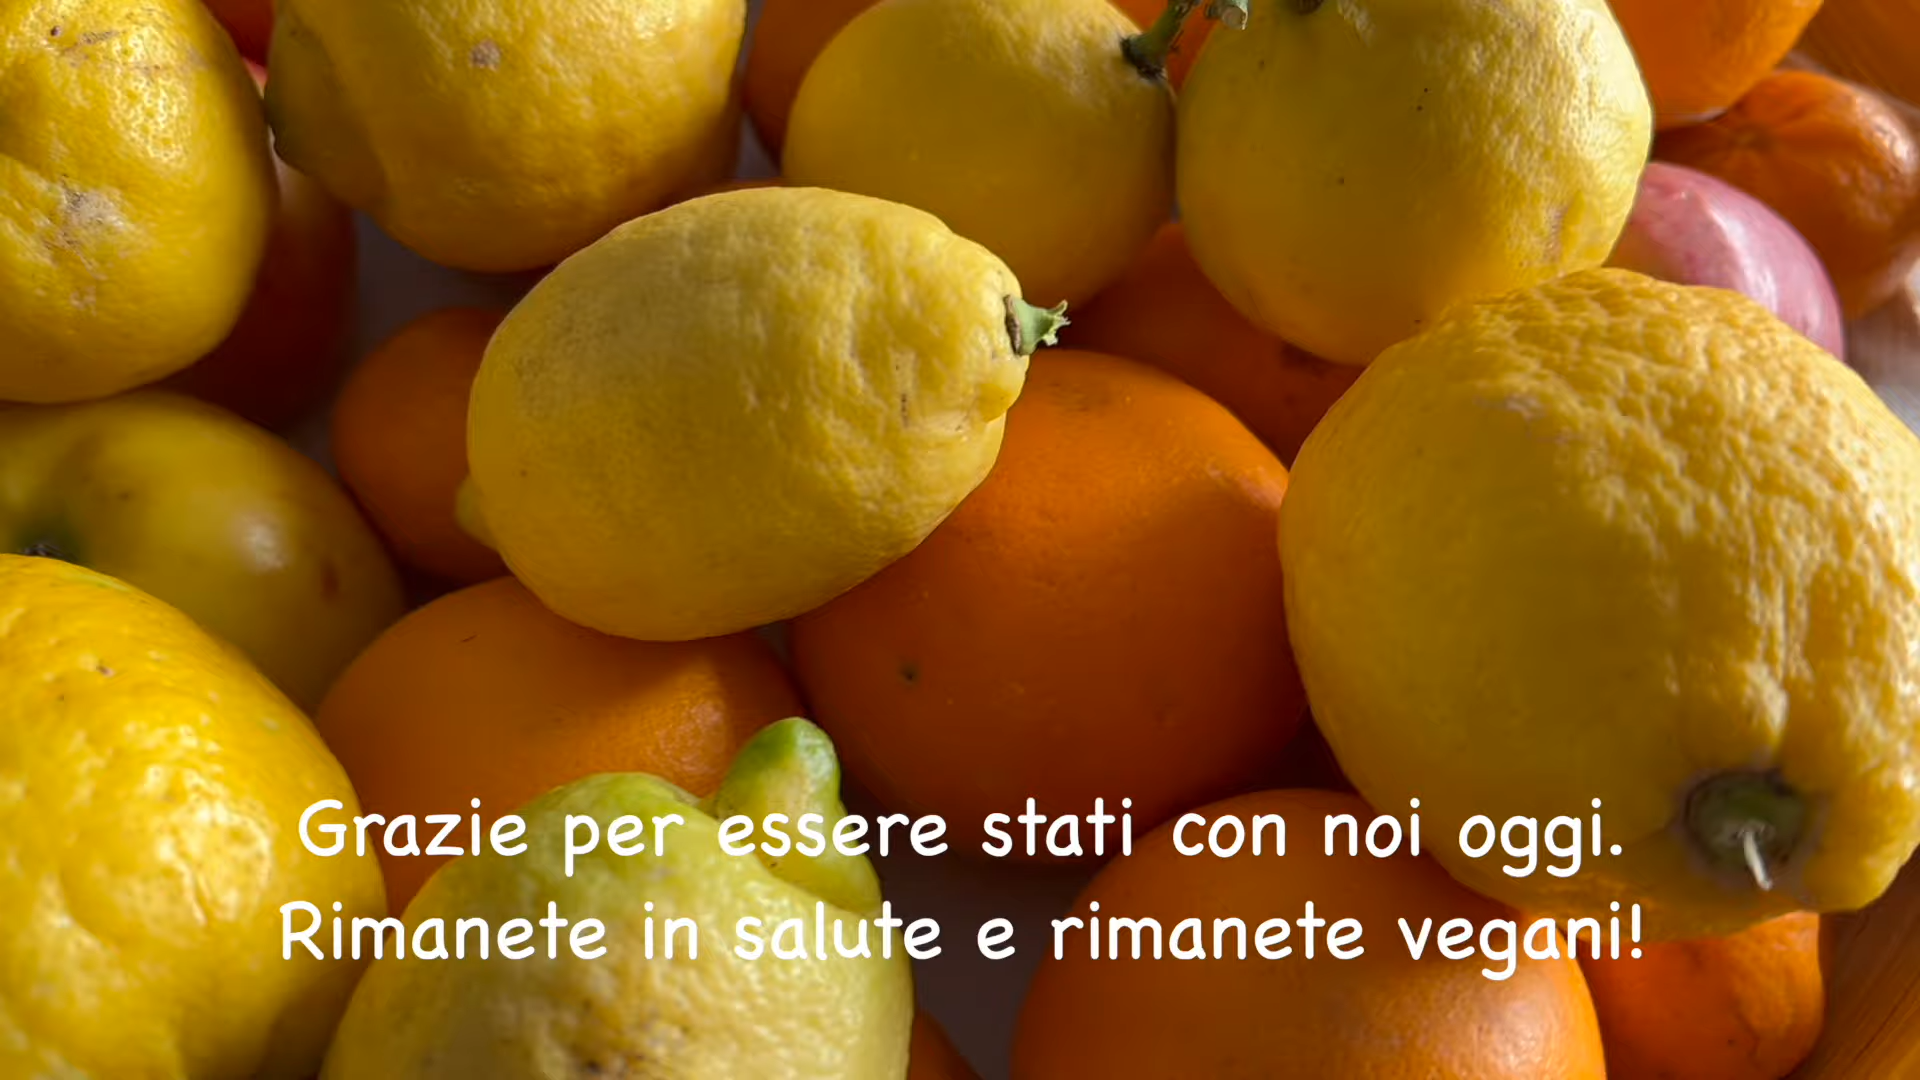 Grazie per essere stati con noi oggi.
Rimanete in salute e rimanete vegani!